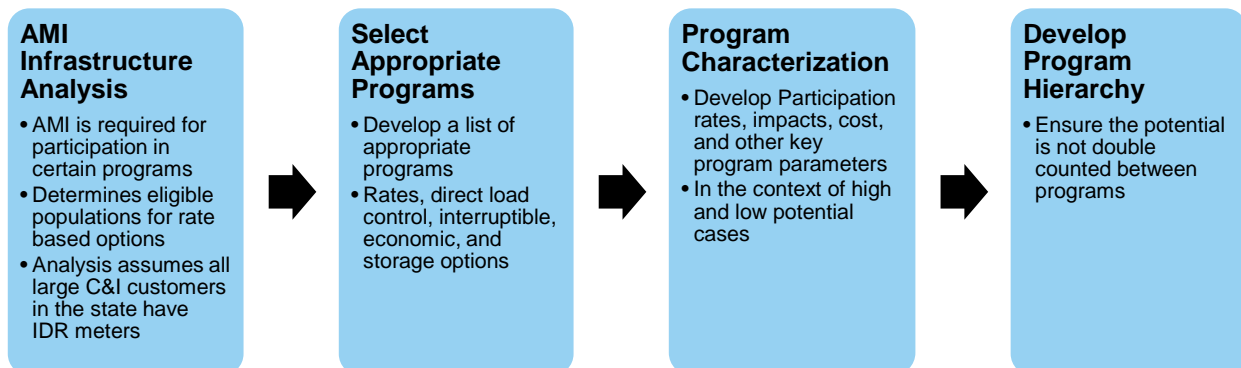 AMI
Infrastructure
Analysis
• AMI is required for
participation in
certain programs
• Determines eligible
populations for rate
based options
• Analysis assumes all
large C&I customers
in the state have
IDR meters
Select
Appropriate
Programs
• Develop a list of
appropriate
programs
• Rates, direct load
control, interruptible,
economic, and
storage options
Program
Characterization
• Develop Participation
rates, impacts, cost,
and other key
program parameters
• In the context of high
and low potential
cases
Develop
Program
Hierarchy
• Ensure the potential
is not double
counted between
programs